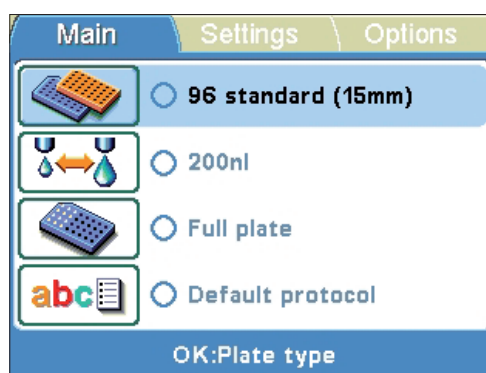 Main Settings Options
96 standard (15mm)
200nl
Full plate
abc Default protocol
OK:Plate type